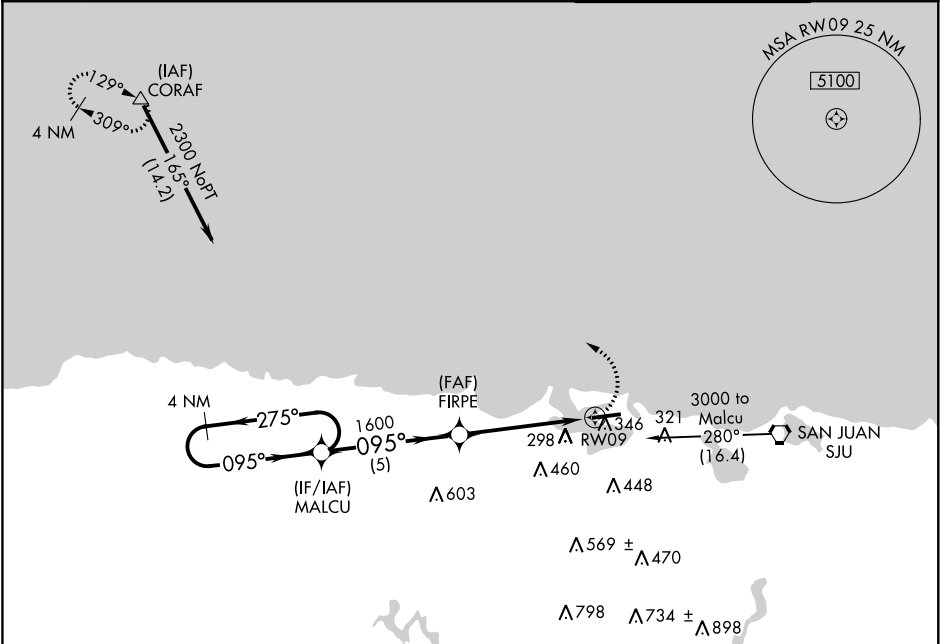 MSA RW09 25 NM
5100
(IAF)
CORAF
129°
309°
4 NM
2300 NoPT
165°
(14.2)
(FAF)
FIRPE
4 NM
275°
095°
1600
095°
(5)
(IF/IAF)
MALCU
3000 to
Malcu
280°
(16.4)
SAN JUAN
SJU
RW09
346
321
298
460
448
603
569 ±
470
798
734 ±
898